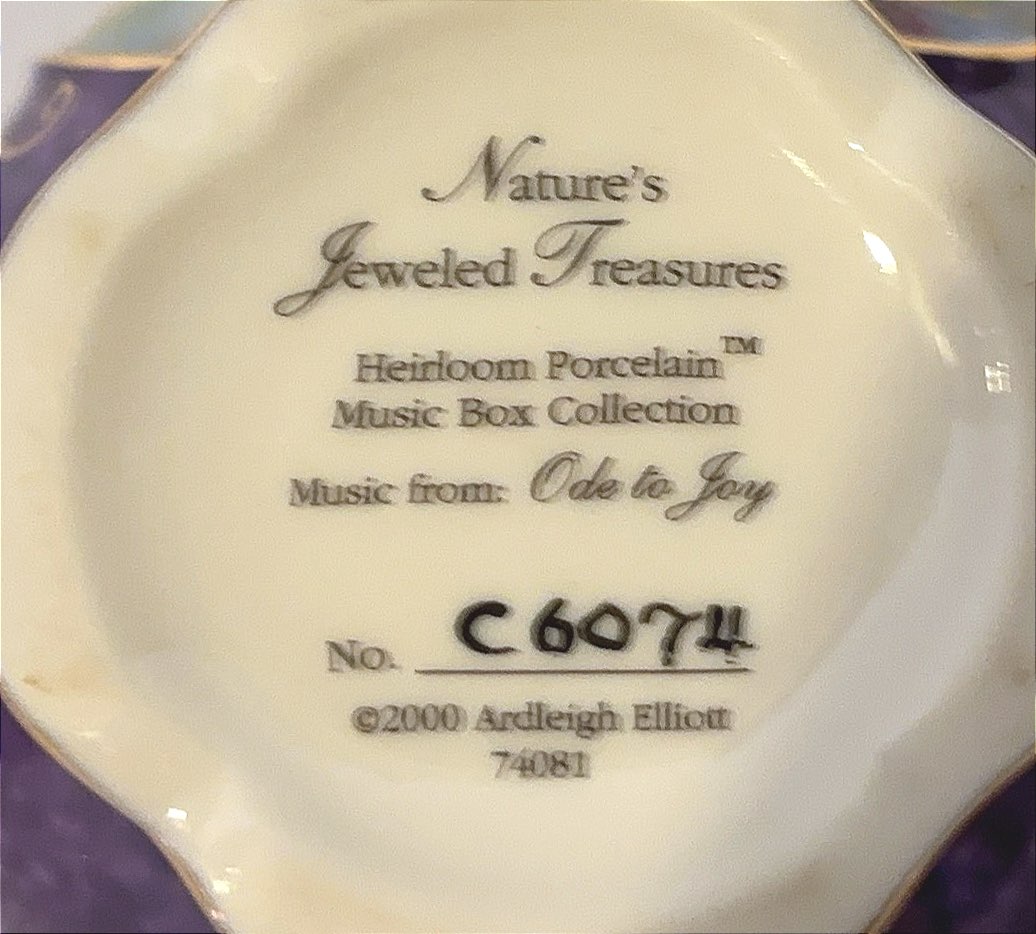 Nature's
Jeweled Treasures
Heirloom Porcelain™
Music Box Collection
Music from: Ode to Joy
No. C6074
©2000 Ardleigh Elliott
74081